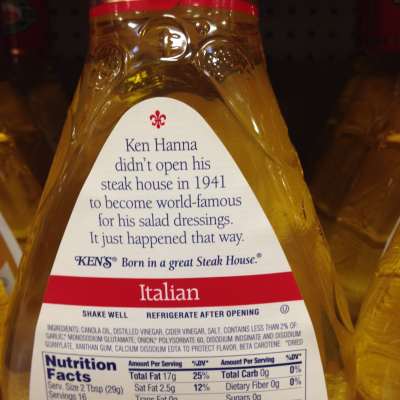 Ken Hanna
didn't open his
steak house in 1941
to become world-famous
for his salad dressings.
It just happened that way.
KEN'S® Born in a great Steak House.®
Italian
SHAKE WELL REFRIGERATE AFTER OPENING U
INGREDIENTS: CANOLA OIL, DISTILLED VINEGAR, CIDER VINEGAR, SALT, CONTAINS LESS THAN 2% OF:
GARLIC,* MONOSODIUM GLUTAMATE, ONION,* POLYSORBATE 60, DISODIUM INOSINATE AND DISODIUM
GUANYLATE, XANTHAN GUM, CALCIUM DISODIUM EDTA TO PROTECT FLAVOR, BETA CAROTENE. *DRIED
Nutrition
Facts
Serv. Size 2 Tbsp (29g)
Servings 16
Amount Per Serving %DV*
Total Fat 17g 25%
Sat Fat 2.5g 12%
Trans Fat 0g
Amount Per Serving %DV*
Total Carb 0g 0%
Dietary Fiber 0g 0%
Sugars 0g